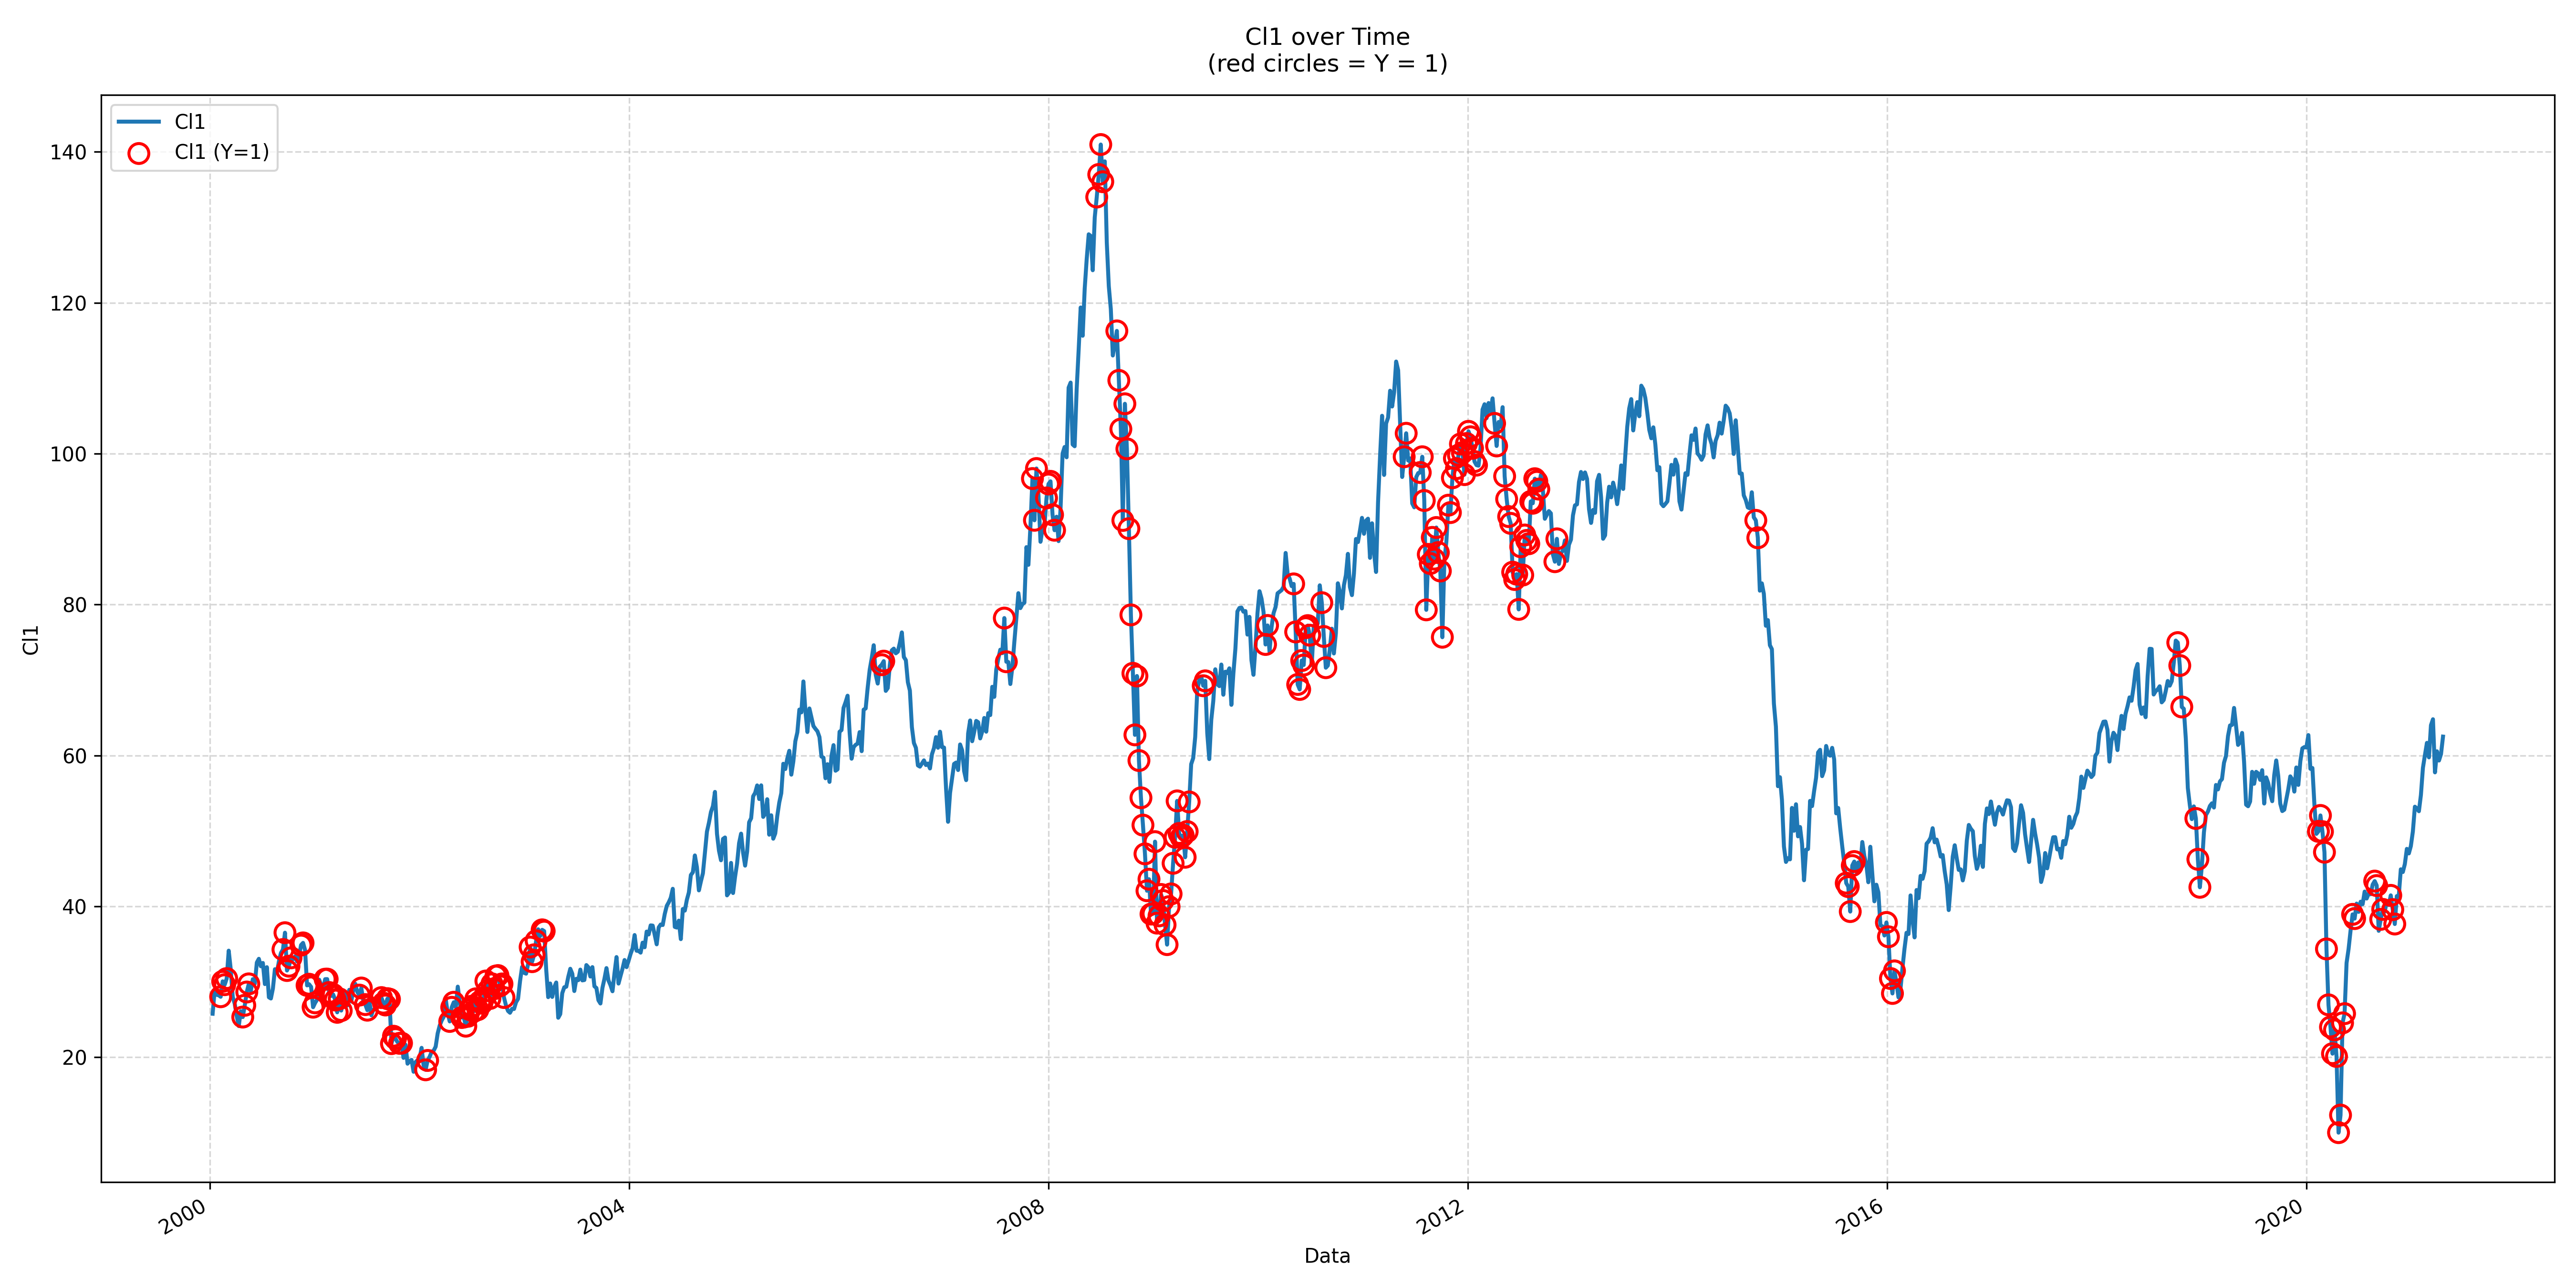 Cl1 over Time
(red circles = Y = 1)
Cl1
Cl1 (Y=1)
140
120
100
80
60
40
20
Cl1
2000
2004
2008
2012
2016
2020
Data